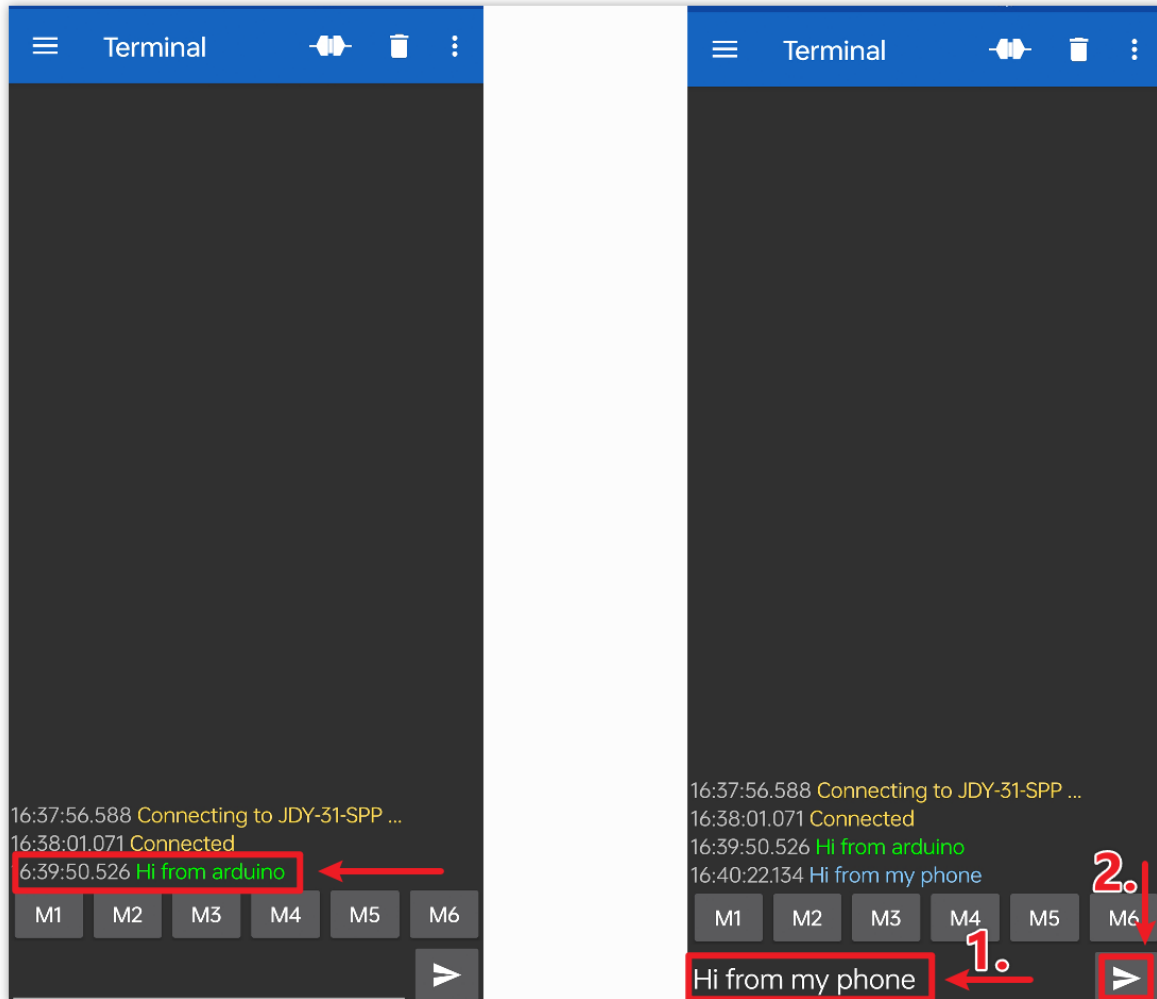 Terminal
16:37:56.588 Connecting to JDY-31-SPP ...
16:38:01.071 Connected
16:39:50.526 Hi from arduino
M1 M2 M3 M4 M5 M6
Terminal
16:37:56.588 Connecting to JDY-31-SPP ...
16:38:01.071 Connected
16:39:50.526 Hi from arduino
16:40:22.134 Hi from my phone
2.
M1 M2 M3 M4 M5 M6
1.
Hi from my phone